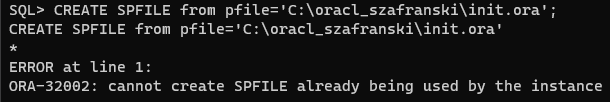 SQL> CREATE SPFILE from pfile='C:\oracl_szafranski\init.ora';
CREATE SPFILE from pfile='C:\oracl_szafranski\init.ora'
*
ERROR at line 1:
ORA-32002: cannot create SPFILE already being used by the instance